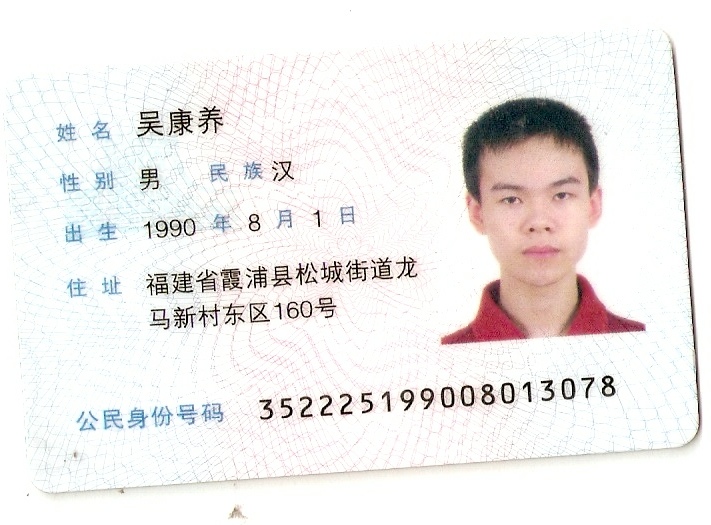 姓名 吴康养
性别 男 民族 汉
出生 1990 年 8 月 1 日
住址 福建省霞浦县松城街道龙
马新村东区160号
公民身份号码 352225199008013078